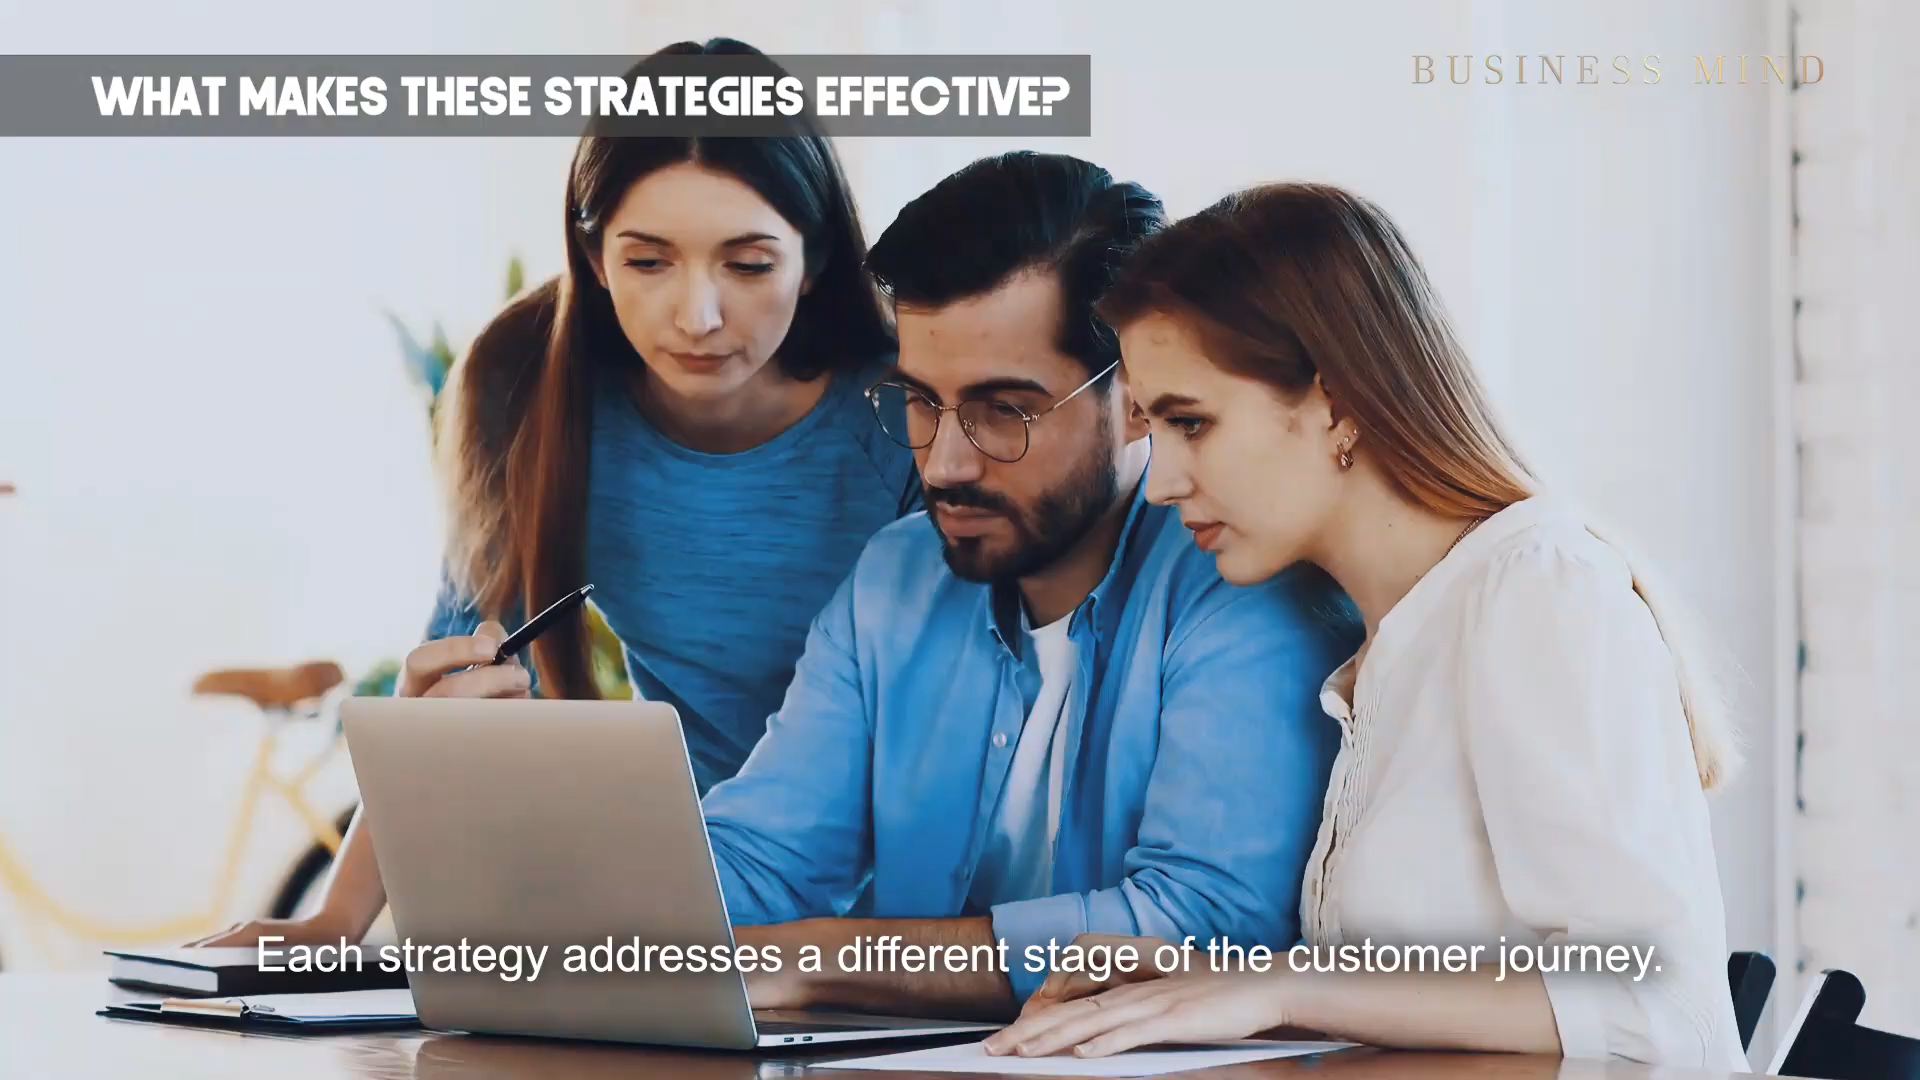 WHAT MAKES THESE STRATEGIES EFFECTIVE?
BUSINESS MIND
Each strategy addresses a different stage of the customer journey.